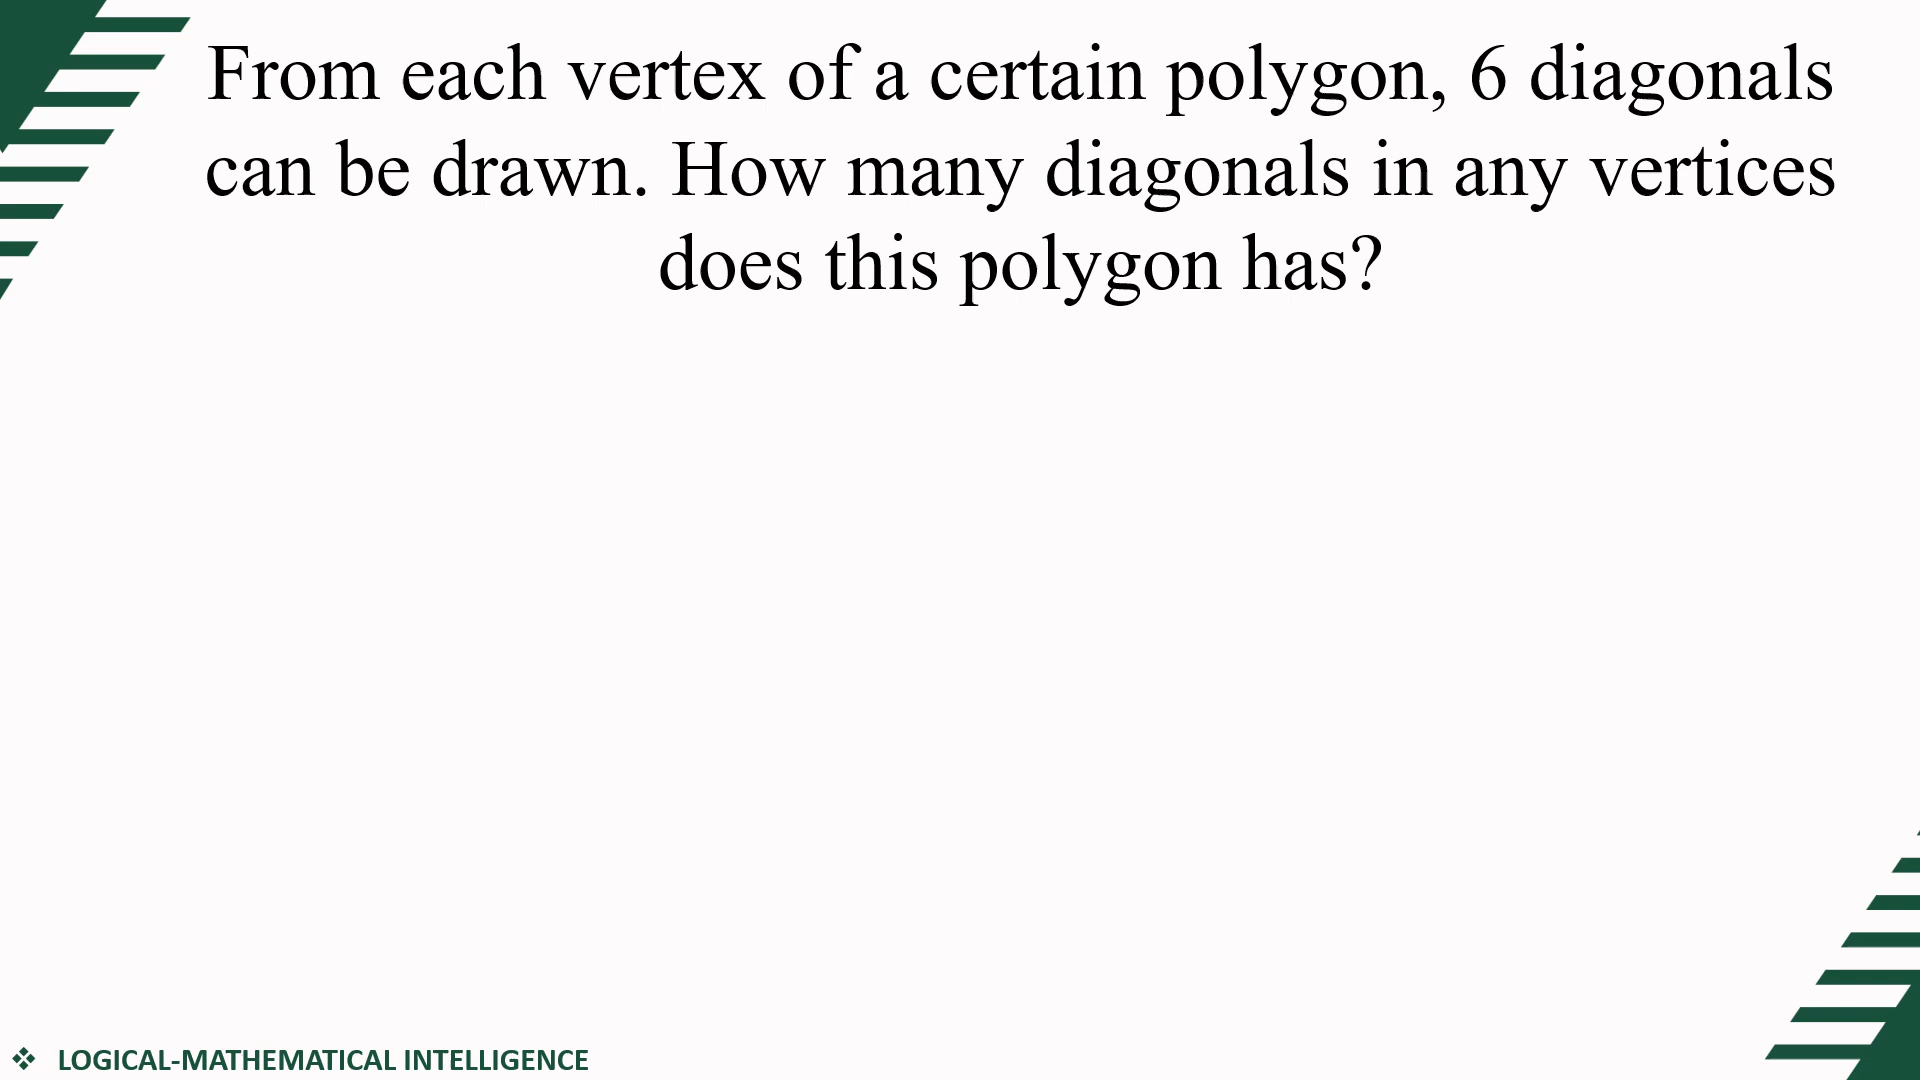 From each vertex of a certain polygon, 6 diagonals
can be drawn. How many diagonals in any vertices
does this polygon has?
❖ LOGICAL-MATHEMATICAL INTELLIGENCE